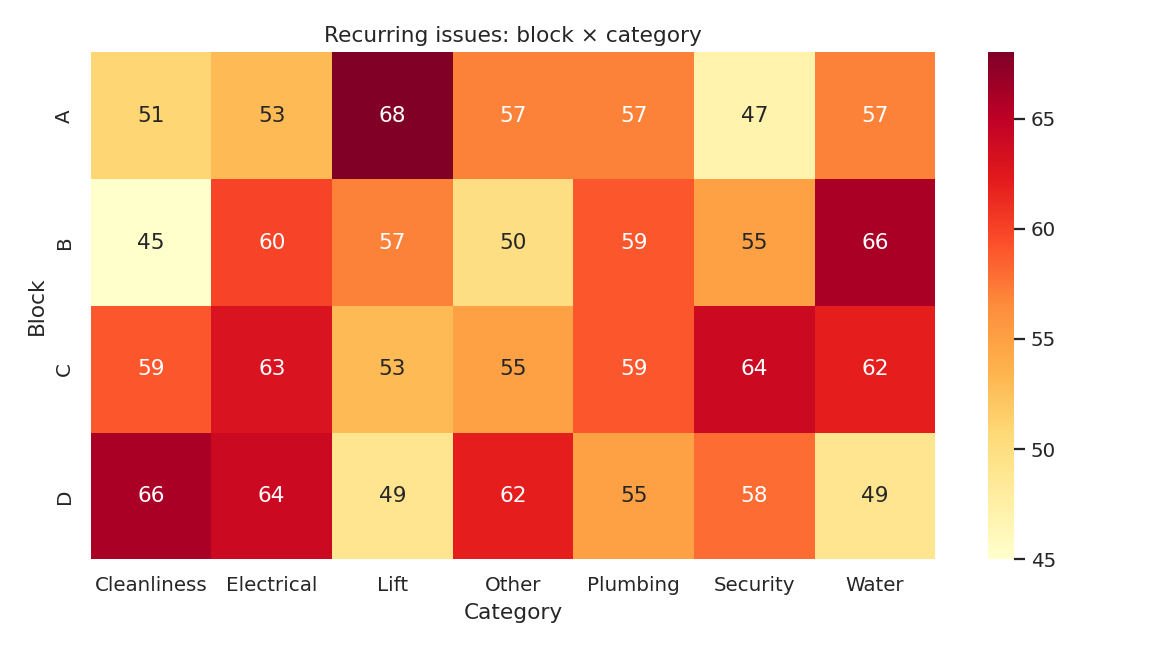 Recurring issues: block × category
A 51 53 68 57 57 47 57
B 45 60 57 50 59 55 66
C 59 63 53 55 59 64 62
D 66 64 49 62 55 58 49
Block
Cleanliness Electrical Lift Other Plumbing Security Water
Category
65
60
55
50
45